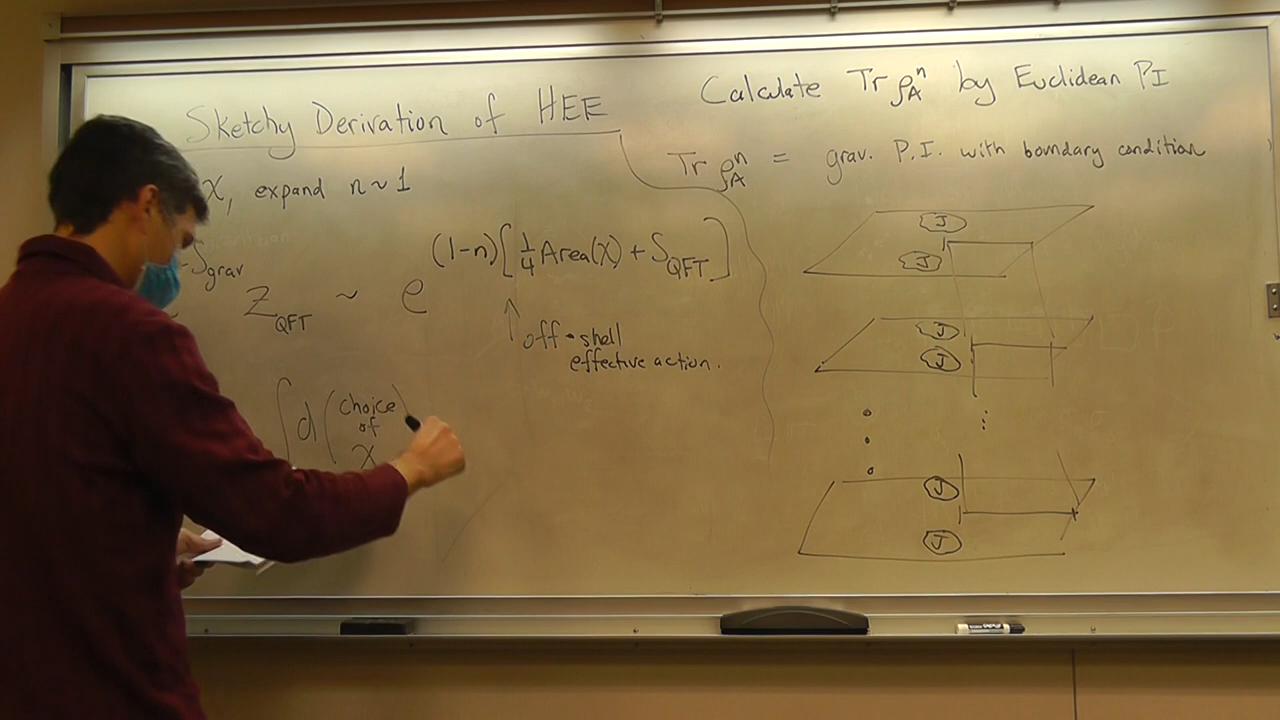 Sketchy Derivation of HEE
χ, expand n ~ 1
-S_grav Z_QFT ~ e^{(1-n)[¼ Area(χ) + S_QFT]}
↑ off-shell
effective action.
∫ d (choice
of
χ)
Calculate Tr ρ_A^n by Euclidean PI
Tr ρ_A^n = grav. P.I. with boundary condition
J
J
J
J
J
J